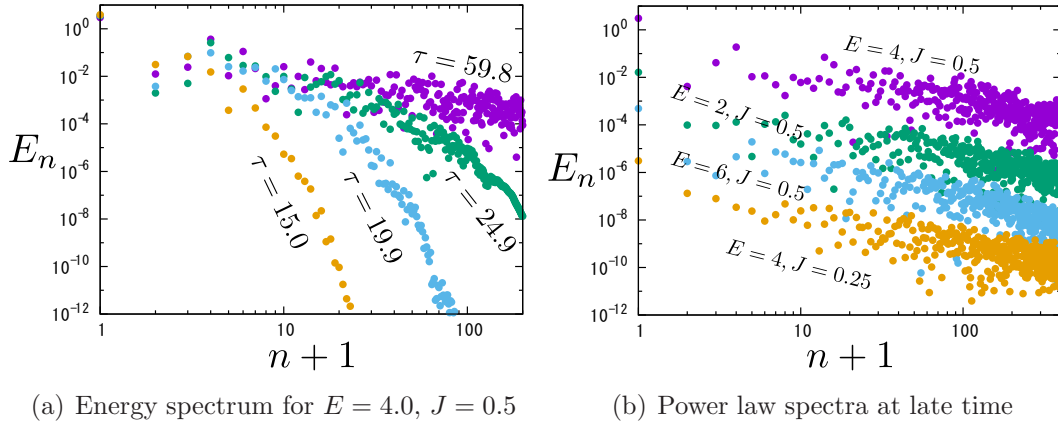 10^0
10^-2
10^-4
10^-6
10^-8
10^-10
10^-12
E_n
1
10
100
n + 1
τ = 59.8
τ = 24.9
τ = 19.9
τ = 15.0
(a) Energy spectrum for E = 4.0, J = 0.5
10^0
10^-2
10^-4
10^-6
10^-8
10^-10
10^-12
E_n
1
10
100
n + 1
E = 4, J = 0.5
E = 2, J = 0.5
E = 6, J = 0.5
E = 4, J = 0.25
(b) Power law spectra at late time